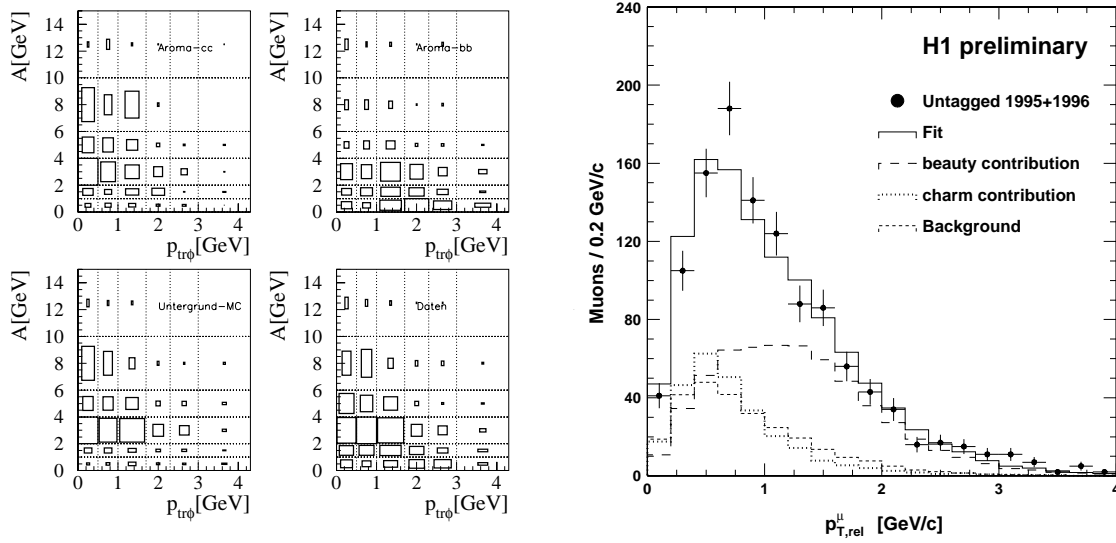 A[GeV]
14
12
10
8
6
4
2
0
Aroma-cc
0 1 2 3 4
p_trφ[GeV]
A[GeV]
14
12
10
8
6
4
2
0
Aroma-bb
0 1 2 3 4
p_trφ[GeV]
A[GeV]
14
12
10
8
6
4
2
0
Untergrund-MC
0 1 2 3 4
p_trφ[GeV]
A[GeV]
14
12
10
8
6
4
2
0
Daten
0 1 2 3 4
p_trφ[GeV]
Muons / 0.2 GeV/c
240
200
160
120
80
40
0
H1 preliminary
Untagged 1995+1996
Fit
beauty contribution
charm contribution
Background
0 1 2 3 4
p^μ_T,rel [GeV/c]